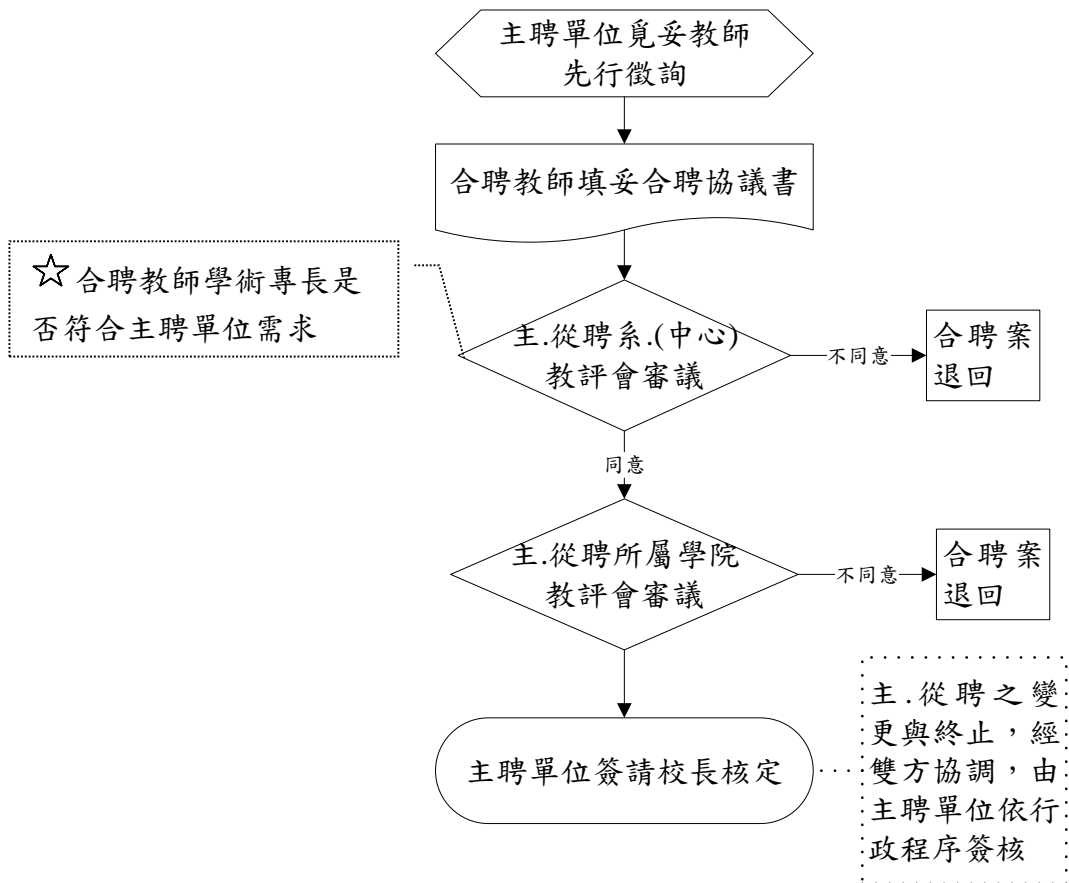 主聘單位覓妥教師
先行徵詢
合聘教師填妥合聘協議書
☆合聘教師學術專長是
否符合主聘單位需求
主.從聘系.(中心)
教評會審議
不同意
合聘案
退回
同意
主.從聘所屬學院
教評會審議
不同意
合聘案
退回
主聘單位簽請校長核定
主.從聘之變
更與終止，經
雙方協調，由
主聘單位依行
政程序簽核